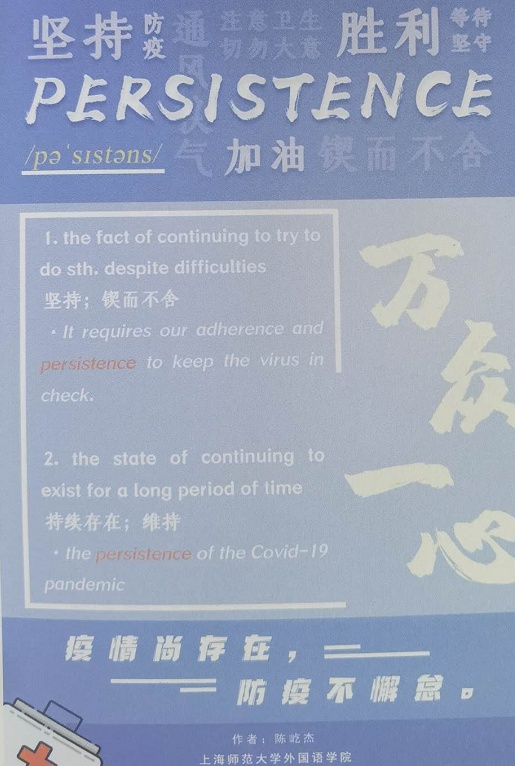 坚持 防疫 通风换气 注意卫生 切勿大意 胜利 等待坚守
PERSISTENCE
/pəˈsɪstəns/
加油 锲而不舍
1. the fact of continuing to try to
do sth. despite difficulties
坚持；锲而不舍
·It requires our adherence and
persistence to keep the virus in
check.
2. the state of continuing to
exist for a long period of time
持续存在；维持
·the persistence of the Covid-19
pandemic
万众一心
疫情尚存在，
防疫不懈怠。
作者：陈屹杰
上海师范大学外国语学院